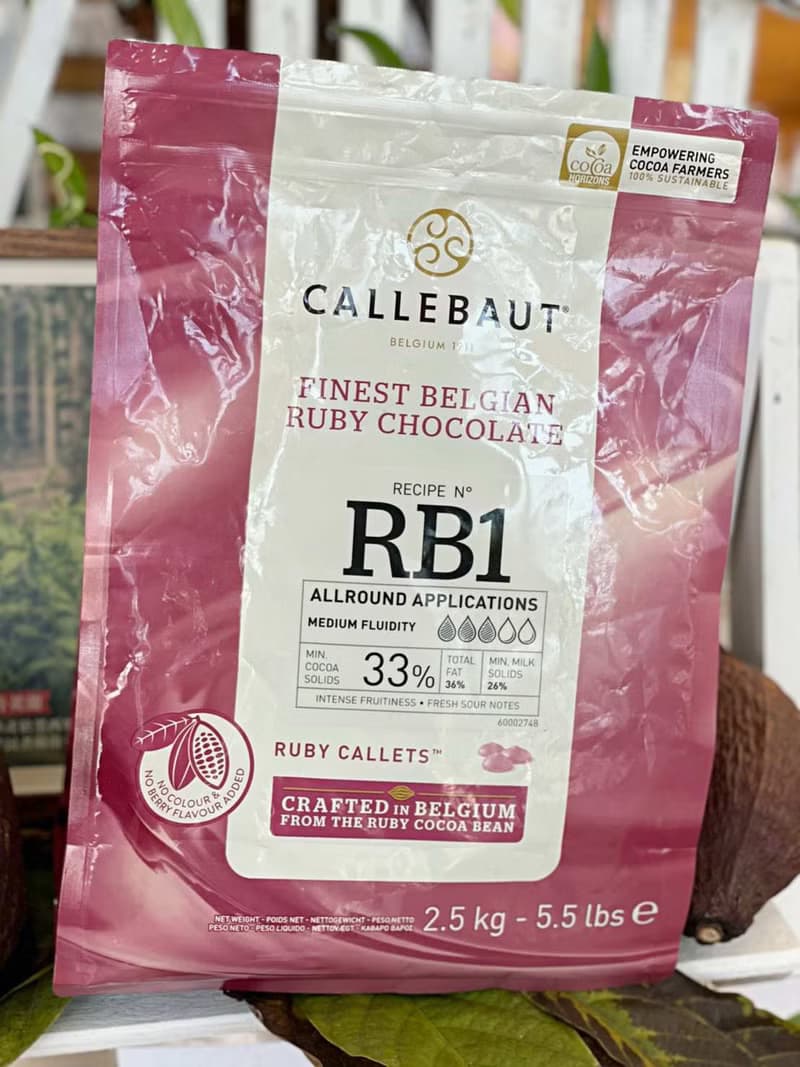 cocoa
HORIZONS
EMPOWERING
COCOA FARMERS
100% SUSTAINABLE
CALLEBAUT®
BELGIUM 1911
FINEST BELGIAN
RUBY CHOCOLATE
RECIPE N°
RB1
ALLROUND APPLICATIONS
MEDIUM FLUIDITY
MIN.
COCOA
SOLIDS
33%
TOTAL
FAT
36%
MIN. MILK
SOLIDS
26%
INTENSE FRUITINESS • FRESH SOUR NOTES
60002748
RUBY CALLETS™
NO COLOUR &
NO BERRY FLAVOUR ADDED
CRAFTED IN BELGIUM
FROM THE RUBY COCOA BEAN
NET WEIGHT - POIDS NET - NETTOGEWICHT - PESO NETTO
PESO NETO - PESO LIQUIDO - NETTOVÆGT - ΚΑΘΑΡΟ ΒΑΡΟΣ
2.5 kg - 5.5 lbs e